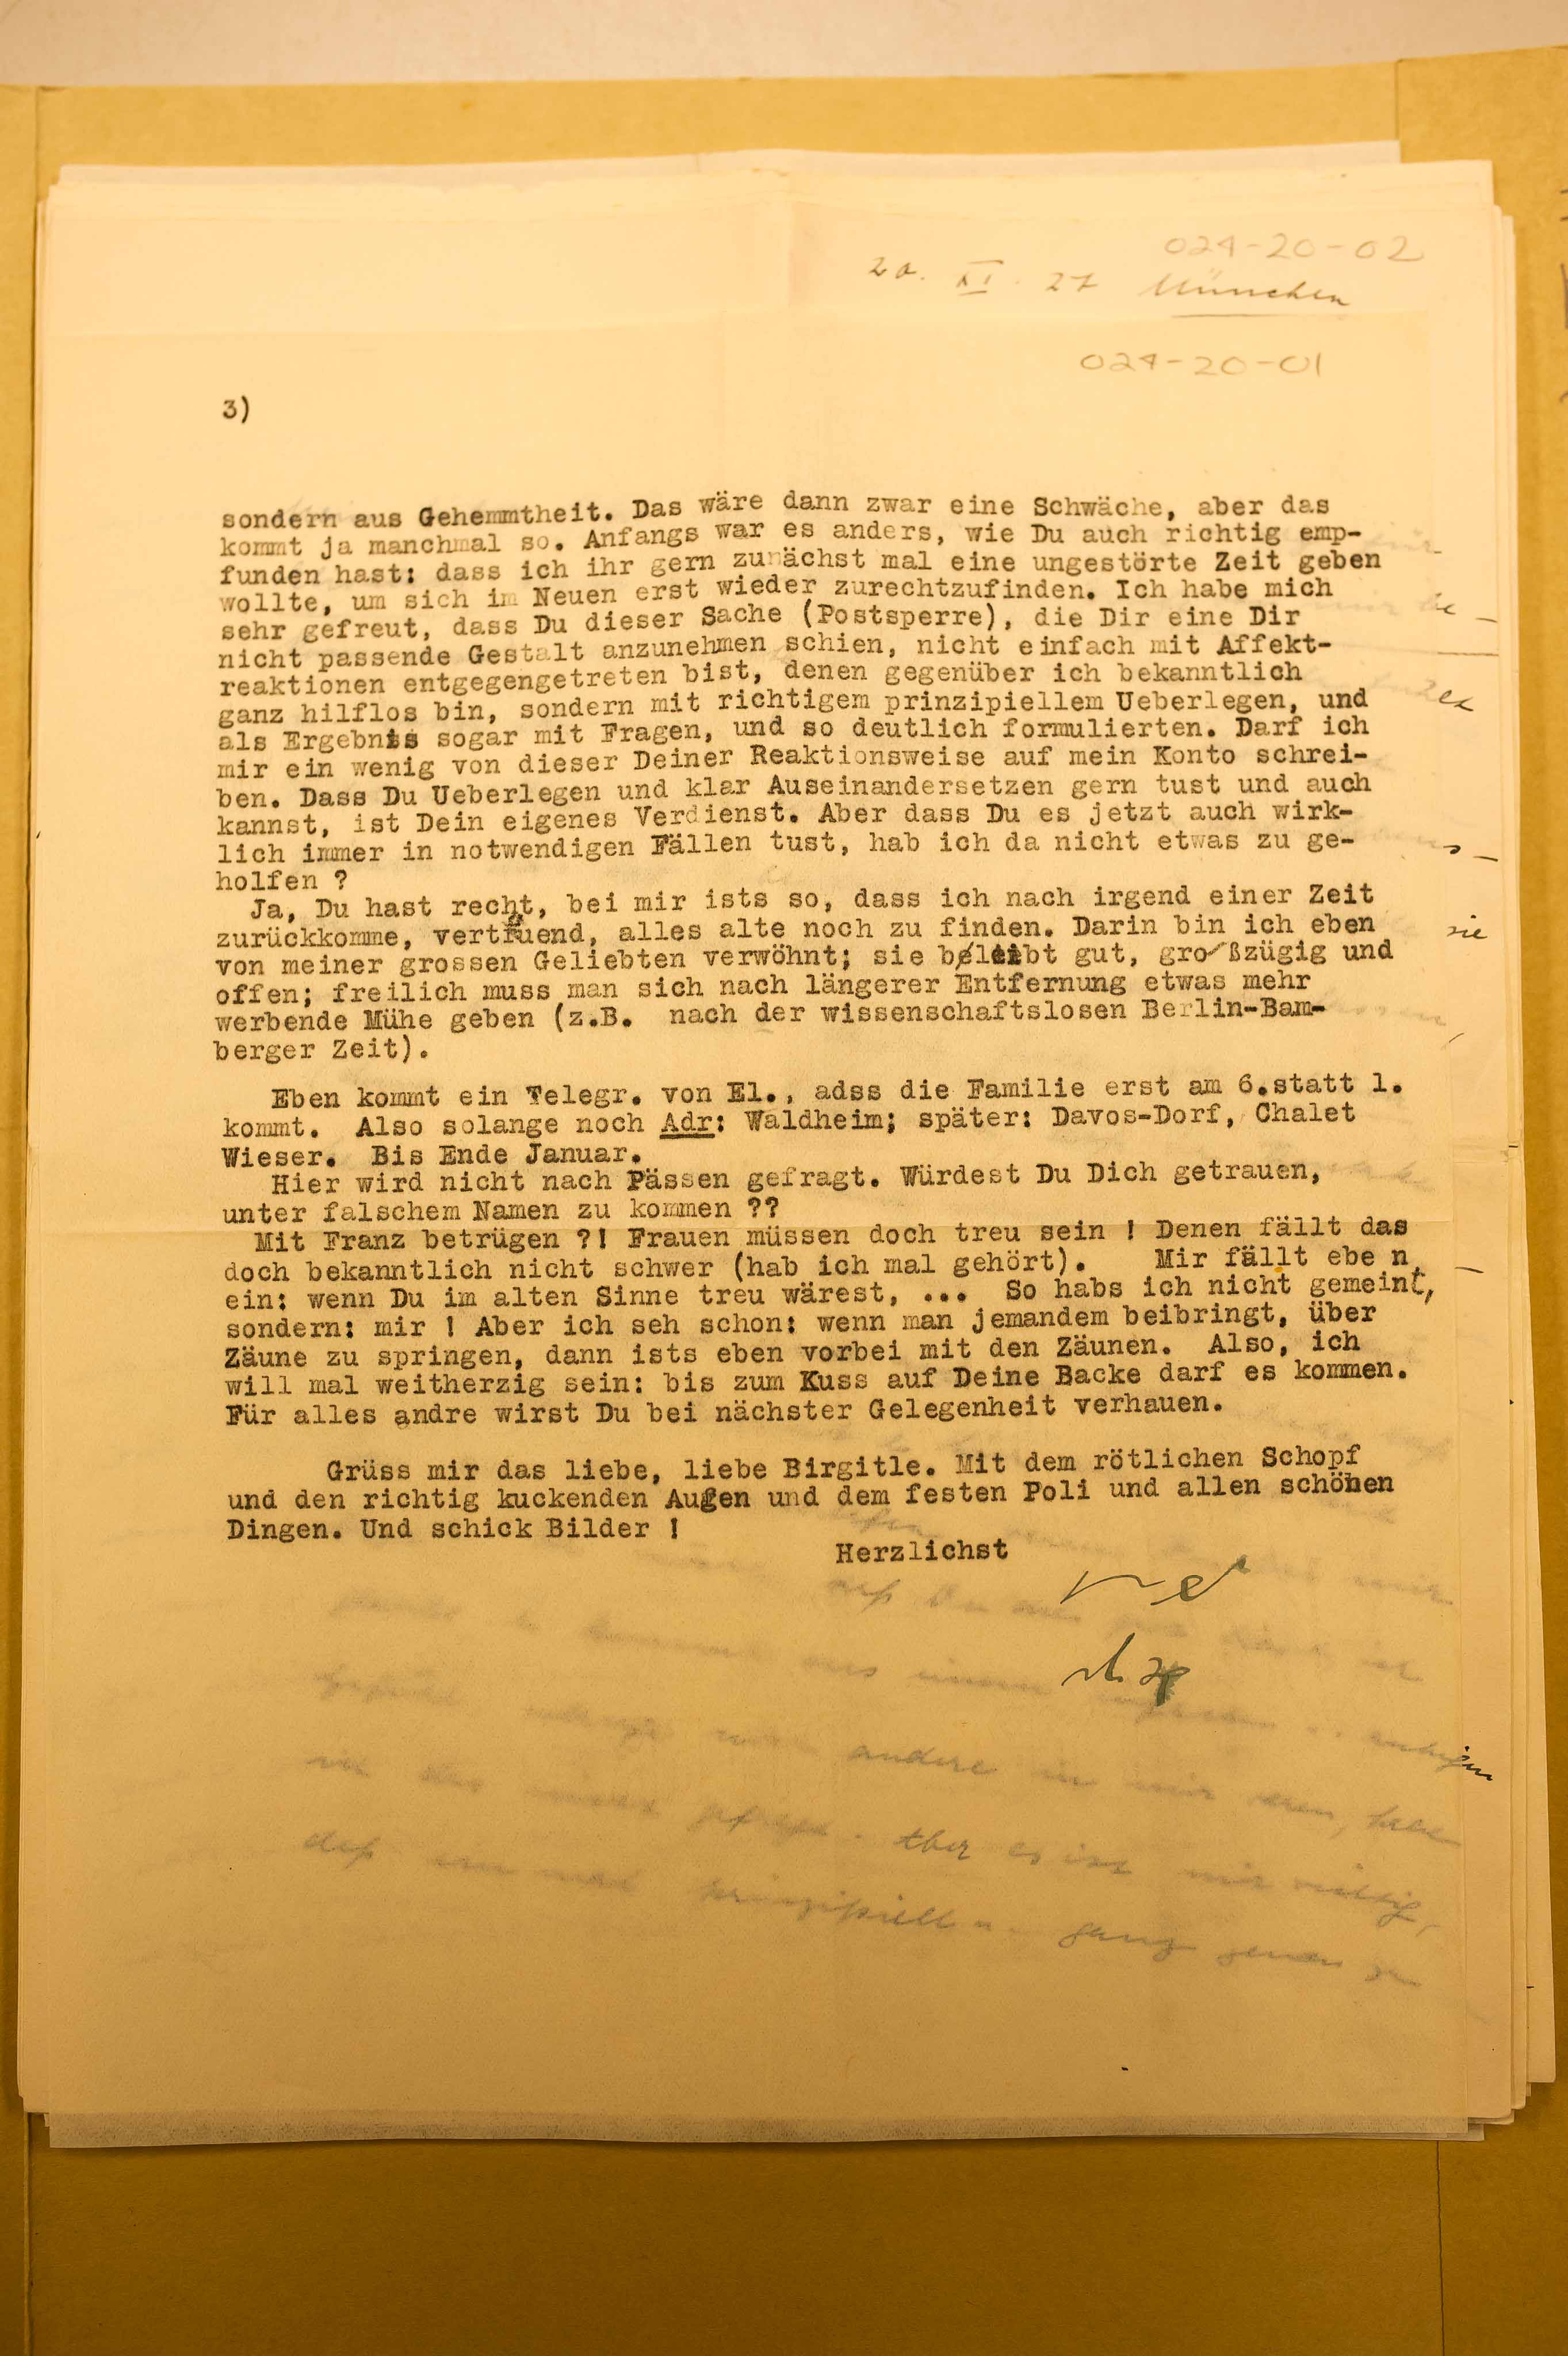 024-20-02
20. XI. 27 München
024-20-01
3)
sondern aus Gehemmtheit. Das wäre dann zwar eine Schwäche, aber das
kommt ja manchmal so. Anfangs war es anders, wie Du auch richtig emp-
funden hast: dass ich ihr gern zunächst mal eine ungestörte Zeit geben
wollte, um sich im Neuen erst wieder zurechtzufinden. Ich habe mich
sehr gefreut, dass Du dieser Sache (Postsperre), die Dir eine Dir
nicht passende Gestalt anzunehmen schien, nicht einfach mit Affekt-
reaktionen entgegengetreten bist, denen gegenüber ich bekanntlich
ganz hilflos bin, sondern mit richtigem prinzipiellem Ueberlegen, und
als Ergebnis sogar mit Fragen, und so deutlich formulierten. Darf ich
mir ein wenig von dieser Deiner Reaktionsweise auf mein Konto schrei-
ben. Dass Du Ueberlegen und klar Auseinandersetzen gern tust und auch
kannst, ist Dein eigenes Verdienst. Aber dass Du es jetzt auch wirk-
lich immer in notwendigen Fällen tust, hab ich da nicht etwas zu ge-
holfen ?
Ja, Du hast recht, bei mir ists so, dass ich nach irgend einer Zeit
zurückkomme, vertrauend, alles alte noch zu finden. Darin bin ich eben
sie
von meiner grossen Geliebten verwöhnt; sie bleibt gut, großzügig und
offen; freilich muss man sich nach längerer Entfernung etwas mehr
werbende Mühe geben (z.B. nach der wissenschaftslosen Berlin-Bam-
berger Zeit).
Eben kommt ein Telegr. von El., adss die Familie erst am 6.statt 1.
kommt. Also solange noch Adr: Waldheim; später: Davos-Dorf, Chalet
Wieser. Bis Ende Januar.
Hier wird nicht nach Pässen gefragt. Würdest Du Dich getrauen,
unter falschem Namen zu kommen ??
Mit Franz betrügen ?! Frauen müssen doch treu sein ! Denen fällt das
doch bekanntlich nicht schwer (hab ich mal gehört). Mir fällt ebe n
ein: wenn Du im alten Sinne treu wärest, ... So habs ich nicht gemeint,
sondern: mir ! Aber ich seh schon: wenn man jemandem beibringt, über
Zäune zu springen, dann ists eben vorbei mit den Zäunen. Also, ich
will mal weitherzig sein: bis zum Kuss auf Deine Backe darf es kommen.
Für alles andre wirst Du bei nächster Gelegenheit verhauen.
Grüss mir das liebe, liebe Birgitle. Mit dem rötlichen Schopf
und den richtig kuckenden Augen und dem festen Poli und allen schönen
Dingen. Und schick Bilder !
Herzlichst
andere in mir
Aber es ist mir wichtig,
prinzipiell u. ganz genau zu